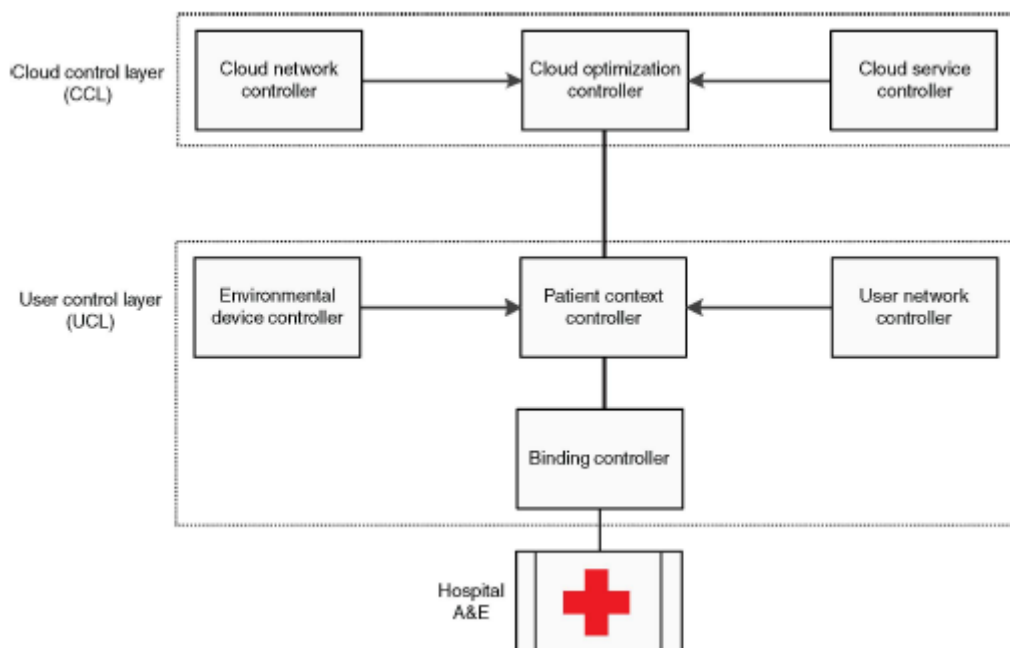 Cloud control layer
(CCL)
Cloud network
controller
Cloud optimization
controller
Cloud service
controller
User control layer
(UCL)
Environmental
device controller
Patient context
controller
User network
controller
Binding controller
Hospital
A&E